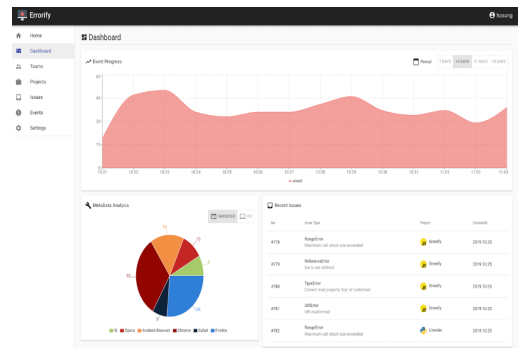 Errorify
hosung
Home
Dashboard
Teams
Projects
Issues
Events
Settings
Dashboard
Event Progress
Period
7 DAYS
14 DAYS
21 DAYS
28 DAYS
60
45
30
15
0
10/21 10/22 10/23 10/24 10/25 10/26 10/27 10/28 10/29 10/30 10/31 11/01 11/02 11/03
event
MetaData Analysis
BROWSER
OS
IE Opera Android Browser Chrome Safari Firefox
Recent Issues
No. Issue Type Project
#778 RangeError Errorify 2019.10.25
Maximum call stack size exceeded
#779 ReferenceError Errorify 2019.10.25
is not defined
#780 TypeError Errorify 2019.10.25
Cannot read property 'key' of undefined
#781 URIError Errorify 2019.10.25
URI malformed
#782 RangeError 2019.10.25
Maximum call stack size exceeded